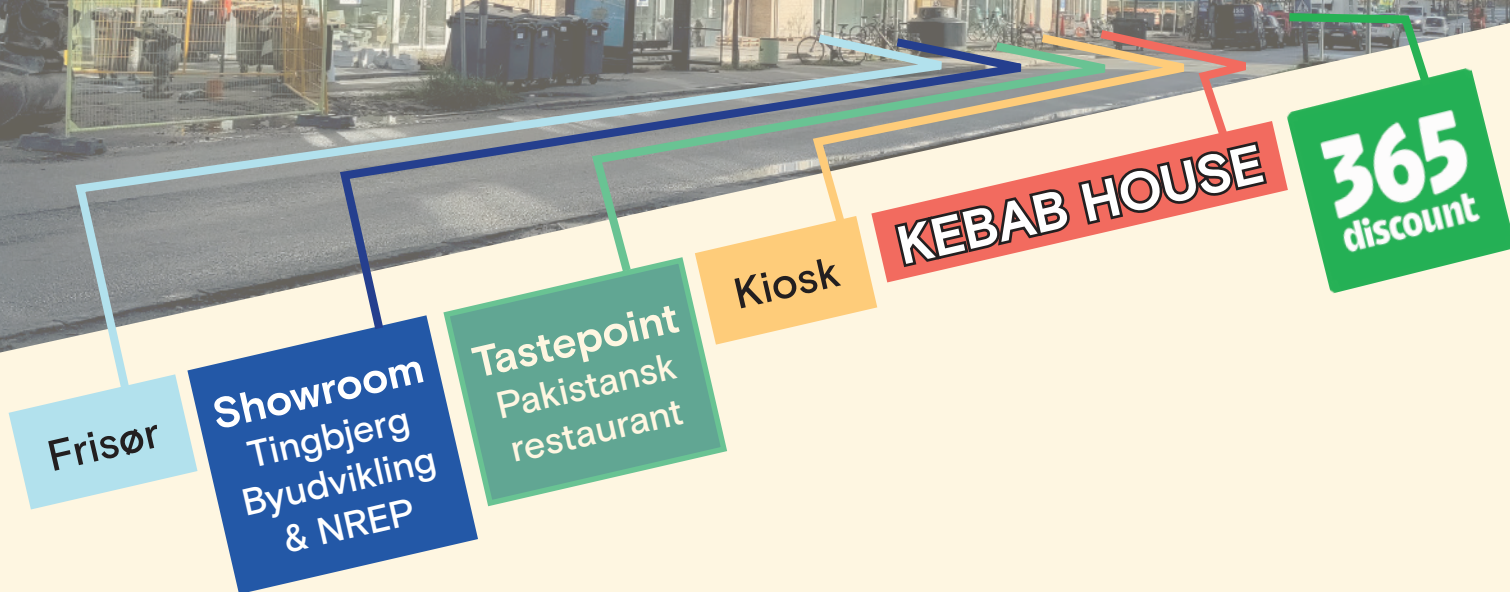 Frisør
Showroom
Tingbjerg
Byudvikling
& NREP
Tastepoint
Pakistansk
restaurant
Kiosk
KEBAB HOUSE
365
discount